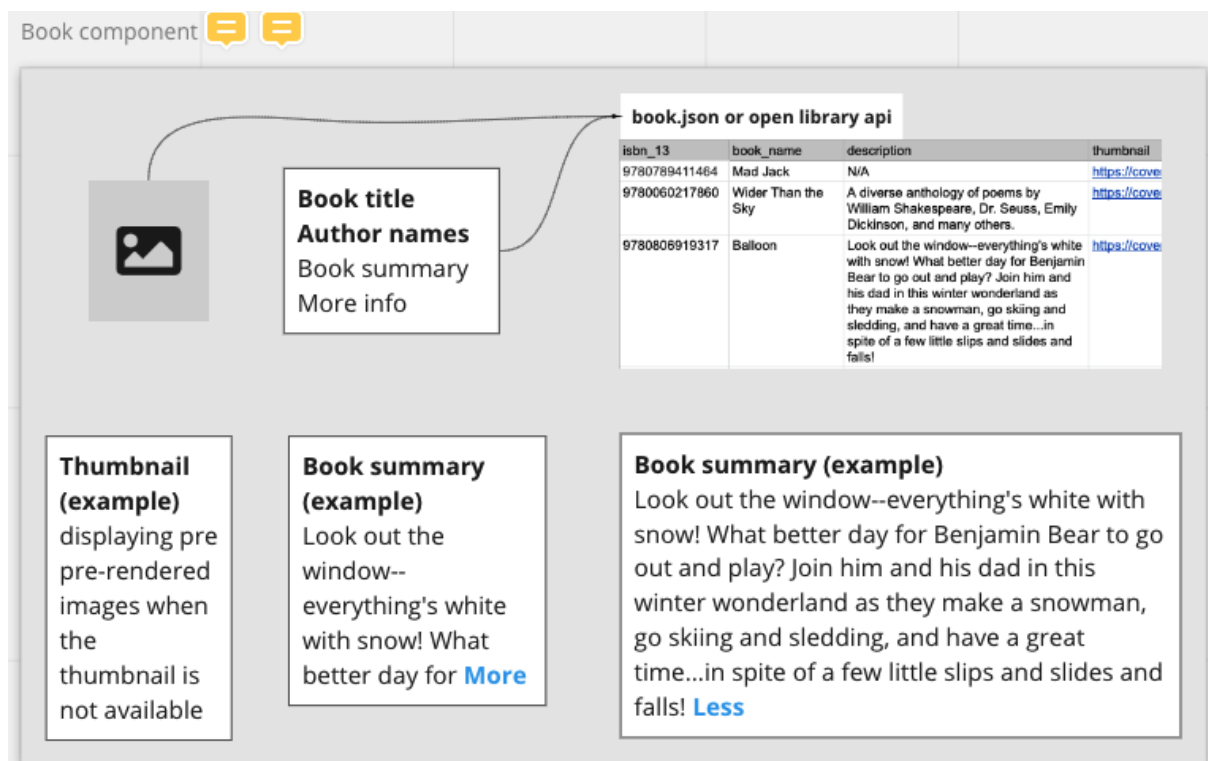 Book component
book.json or open library api
isbn_13 book_name description thumbnail
9780789411464 Mad Jack N/A https://cove
9780060217860 Wider Than the A diverse anthology of poems by https://cove
Sky William Shakespeare, Dr. Seuss, Emily
Dickinson, and many others.
9780806919317 Balloon Look out the window--everything's white https://cove
with snow! What better day for Benjamin
Bear to go out and play? Join him and
his dad in this winter wonderland as
they make a snowman, go skiing and
sledding, and have a great time...in
spite of a few little slips and slides and
falls!
Book title
Author names
Book summary
More info
Thumbnail
(example)
displaying pre
pre-rendered
images when
the
thumbnail is
not available
Book summary
(example)
Look out the
window--
everything's white
with snow! What
better day for More
Book summary (example)
Look out the window--everything's white with
snow! What better day for Benjamin Bear to go
out and play? Join him and his dad in this
winter wonderland as they make a snowman,
go skiing and sledding, and have a great
time...in spite of a few little slips and slides and
falls! Less